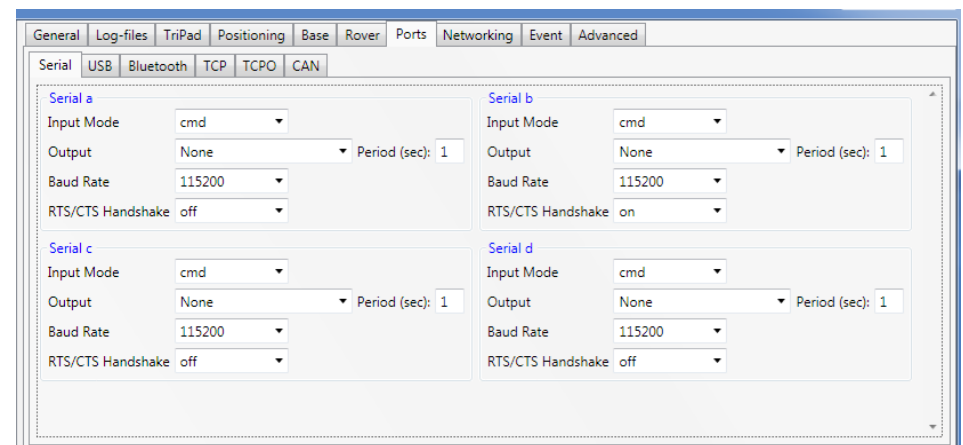 General Log-files TriPad Positioning Base Rover Ports Networking Event Advanced
Serial USB Bluetooth TCP TCPO CAN
Serial a
Input Mode cmd
Output None Period (sec): 1
Baud Rate 115200
RTS/CTS Handshake off
Serial b
Input Mode cmd
Output None Period (sec): 1
Baud Rate 115200
RTS/CTS Handshake on
Serial c
Input Mode cmd
Output None Period (sec): 1
Baud Rate 115200
RTS/CTS Handshake off
Serial d
Input Mode cmd
Output None Period (sec): 1
Baud Rate 115200
RTS/CTS Handshake off